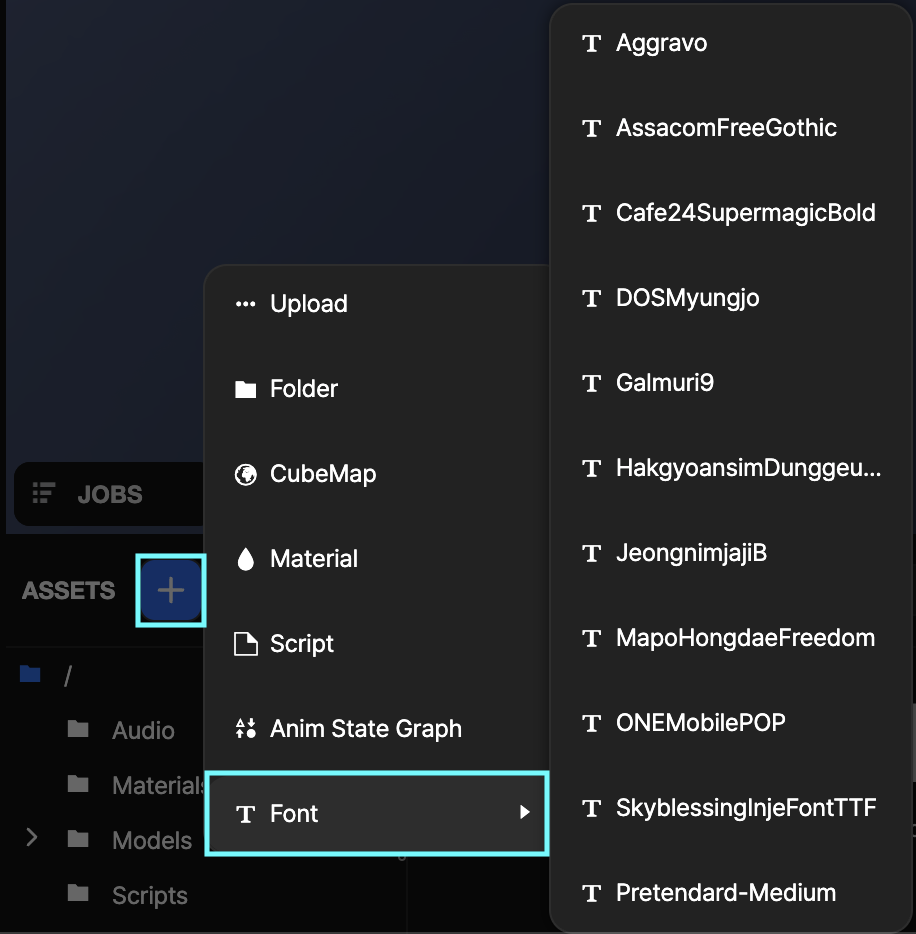 Aggravo
AssacomFreeGothic
Cafe24SupermagicBold
DOSMyungjo
Galmuri9
HakgyoansimDunggeu...
JeongnimjajiB
MapoHongdaeFreedom
ONEMobilePOP
SkyblessingInjeFontTTF
Pretendard-Medium
Upload
Folder
CubeMap
Material
Script
Anim State Graph
Font
JOBS
ASSETS
/
Audio
Materials
Models
Scripts